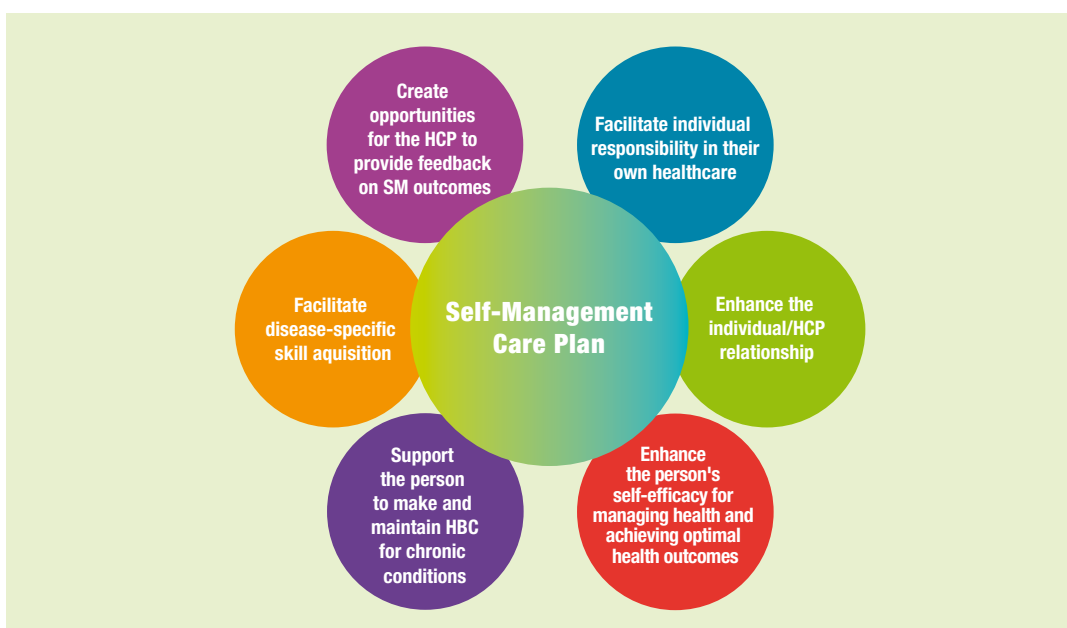 Create
opportunities
for the HCP to
provide feedback
on SM outcomes
Facilitate individual
responsibility in their
own healthcare
Facilitate
disease-specific
skill aquisition
Self-Management
Care Plan
Enhance the
individual/HCP
relationship
Support
the person
to make and
maintain HBC
for chronic
conditions
Enhance
the person's
self-efficacy for
managing health and
achieving optimal
health outcomes